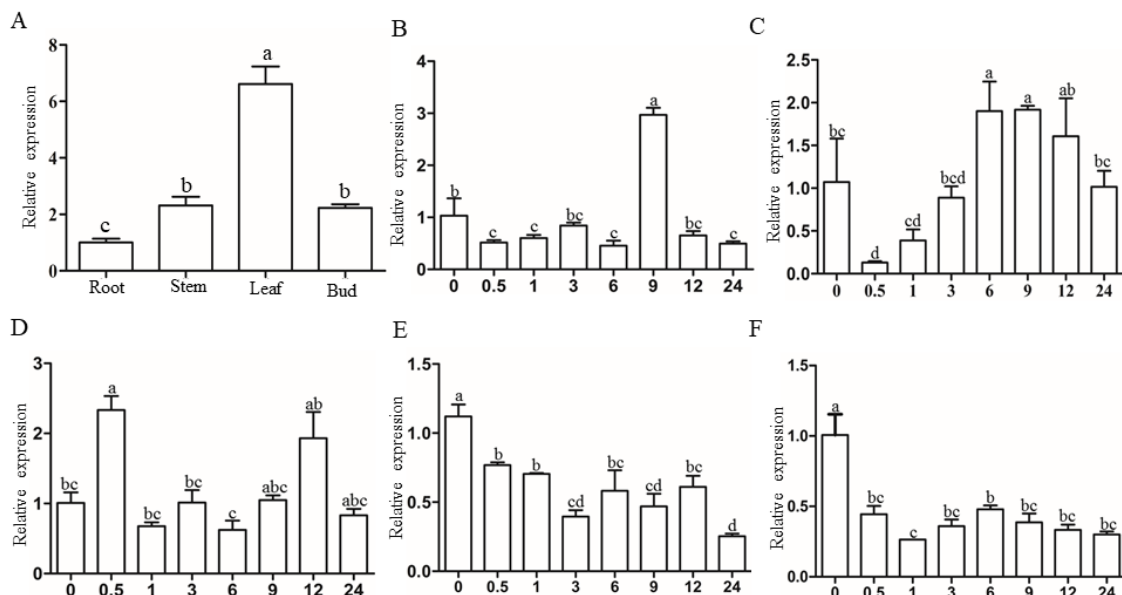 A
Relative expression
8
6
4
2
0
c
b
a
b
Root Stem Leaf Bud
B
Relative expression
4
3
2
1
0
b
c
c
bc
c
a
bc
c
0 0.5 1 3 6 9 12 24
C
Relative expression
2.5
2.0
1.5
1.0
0.5
0.0
bc
d
cd
bcd
a
a
ab
bc
0 0.5 1 3 6 9 12 24
D
Relative expression
3
2
1
0
bc
a
bc
bc
c
abc
ab
abc
0 0.5 1 3 6 9 12 24
E
Relative expression
1.5
1.0
0.5
0.0
a
b
b
cd
bc
cd
bc
d
0 0.5 1 3 6 9 12 24
F
Relative expression
1.5
1.0
0.5
0.0
a
bc
c
bc
b
bc
bc
bc
0 0.5 1 3 6 9 12 24